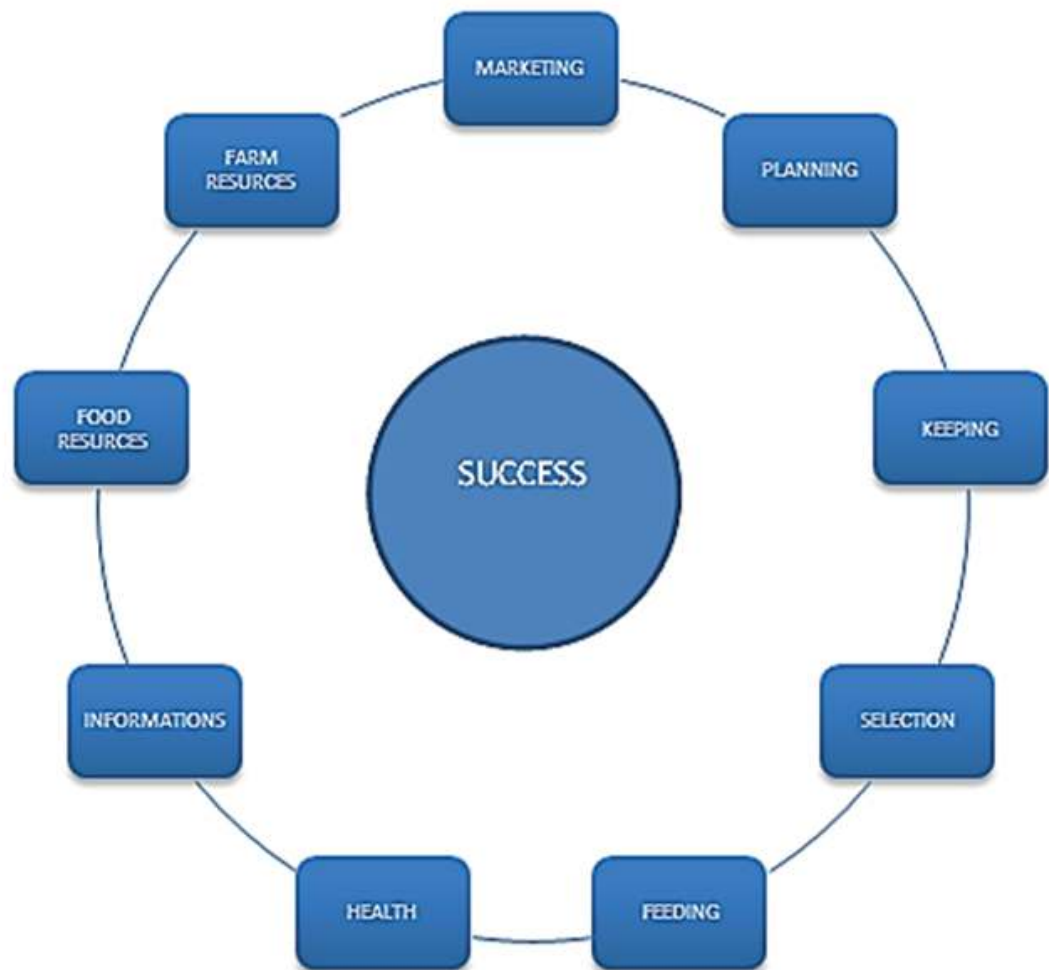 MARKETING
PLANNING
KEEPING
SELECTION
FEEDING
HEALTH
INFORMATIONS
FOOD
RESURCES
FARM
RESURCES
SUCCESS